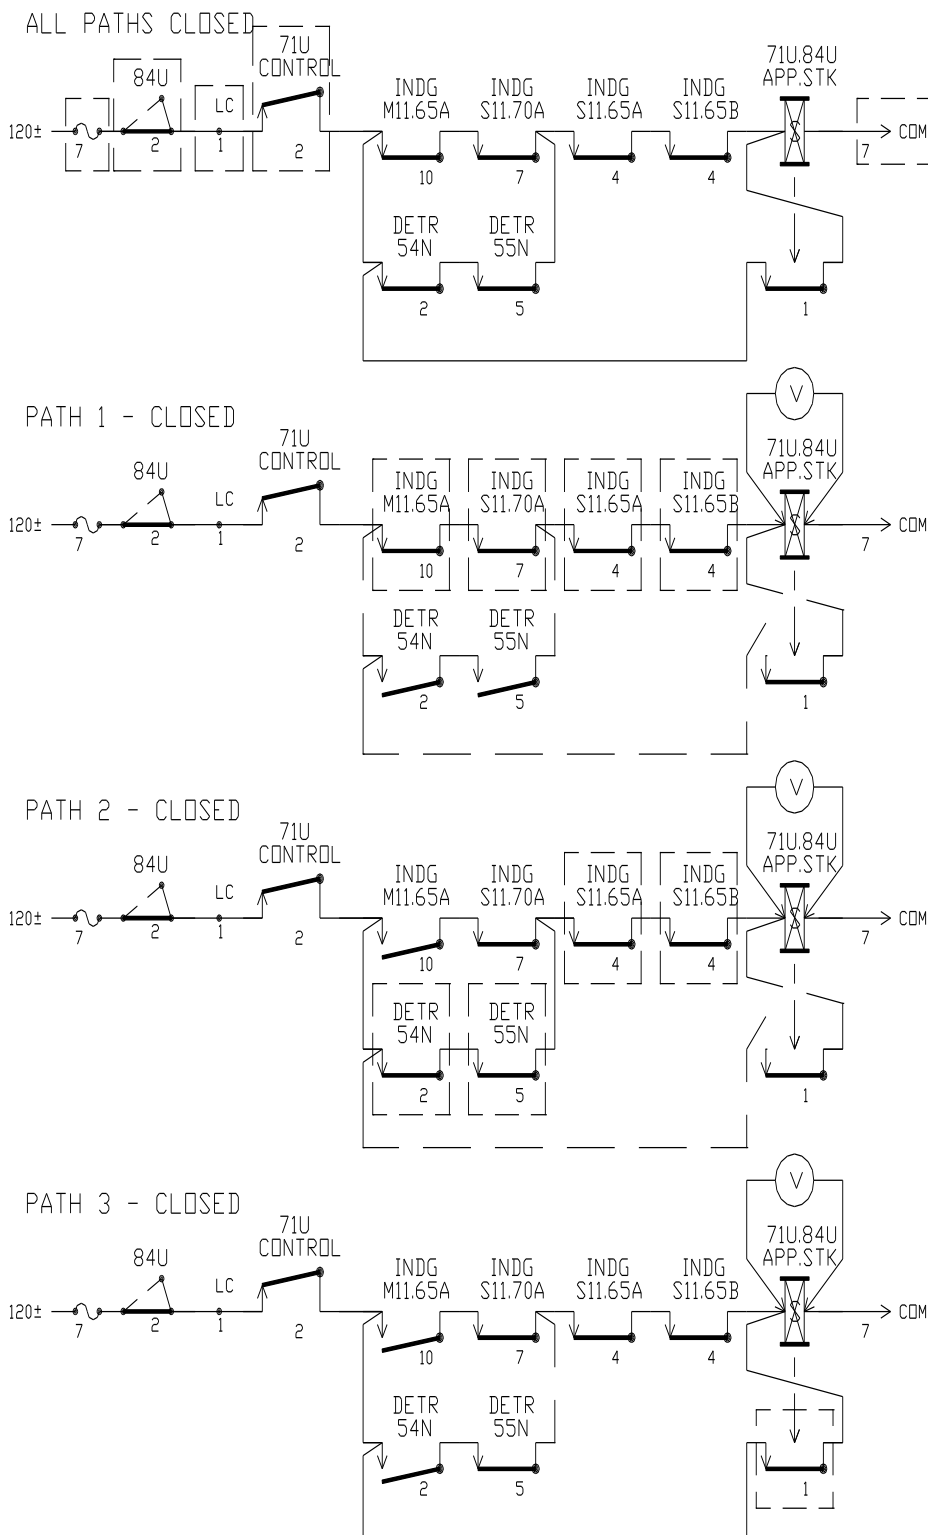 ALL PATHS CLOSED
71U
CONTROL
84U
LC
INDG
M11.65A
INDG
S11.70A
INDG
S11.65A
INDG
S11.65B
71U.84U
APP.STK
120±
7
2
1
2
10
7
4
4
S
7
COM
DETR
54N
DETR
55N
2
5
1
PATH 1 - CLOSED
71U
CONTROL
84U
LC
INDG
M11.65A
INDG
S11.70A
INDG
S11.65A
INDG
S11.65B
V
71U.84U
APP.STK
120±
7
2
1
2
10
7
4
4
S
7
COM
DETR
54N
DETR
55N
2
5
1
PATH 2 - CLOSED
71U
CONTROL
84U
LC
INDG
M11.65A
INDG
S11.70A
INDG
S11.65A
INDG
S11.65B
V
71U.84U
APP.STK
120±
7
2
1
2
10
7
4
4
S
7
COM
DETR
54N
DETR
55N
2
5
1
PATH 3 - CLOSED
71U
CONTROL
84U
LC
INDG
M11.65A
INDG
S11.70A
INDG
S11.65A
INDG
S11.65B
V
71U.84U
APP.STK
120±
7
2
1
2
10
7
4
4
S
7
COM
DETR
54N
DETR
55N
2
5
1